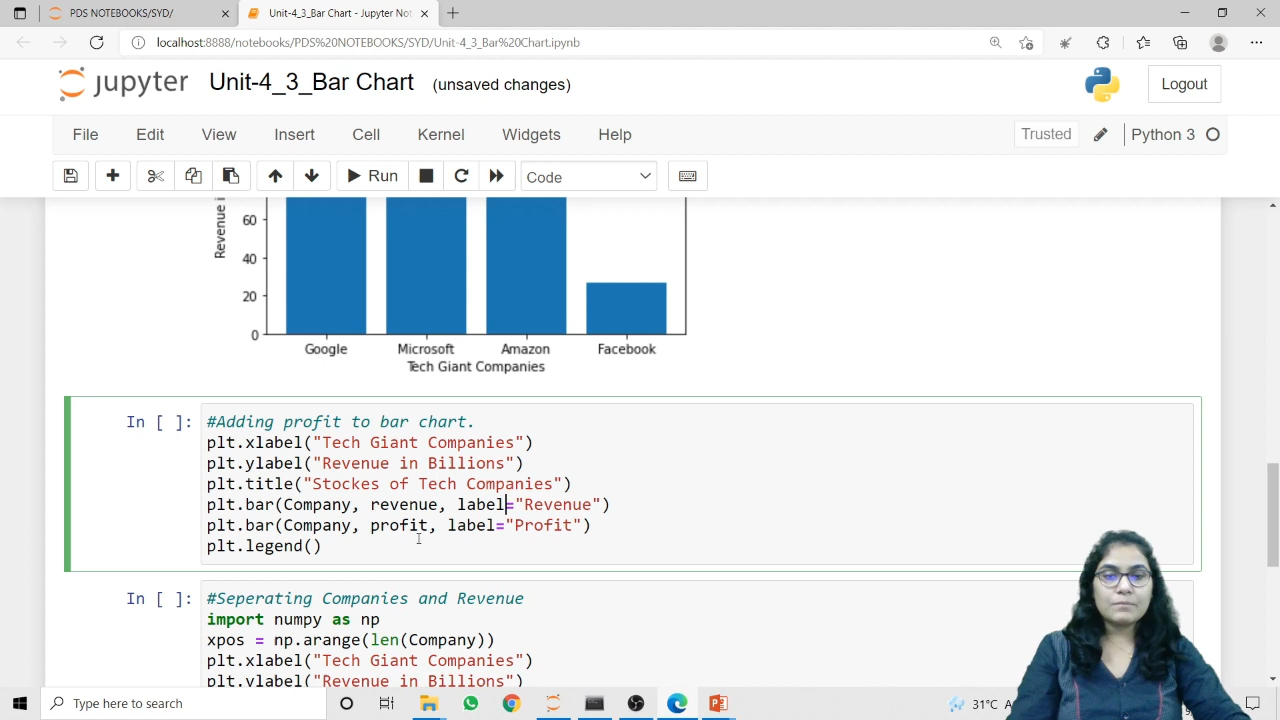 PDS NOTEBOOKS/SYD/
Unit-4_3_Bar Chart - Jupyter Not
localhost:8888/notebooks/PDS%20NOTEBOOKS/SYD/Unit-4_3_Bar%20Chart.ipynb
jupyter
Unit-4_3_Bar Chart
(unsaved changes)
Logout
File
Edit
View
Insert
Cell
Kernel
Widgets
Help
Trusted
Python 3
Run
Code
Revenue i
60
40
20
0
Google
Microsoft
Amazon
Facebook
Tech Giant Companies
In [ ]:
#Adding profit to bar chart.
plt.xlabel("Tech Giant Companies")
plt.ylabel("Revenue in Billions")
plt.title("Stockes of Tech Companies")
plt.bar(Company, revenue, label="Revenue")
plt.bar(Company, profit, label="Profit")
plt.legend()
In [ ]:
#Seperating Companies and Revenue
import numpy as np
xpos = np.arange(len(Company))
plt.xlabel("Tech Giant Companies")
plt.ylabel("Revenue in Billions")
Type here to search
31°C